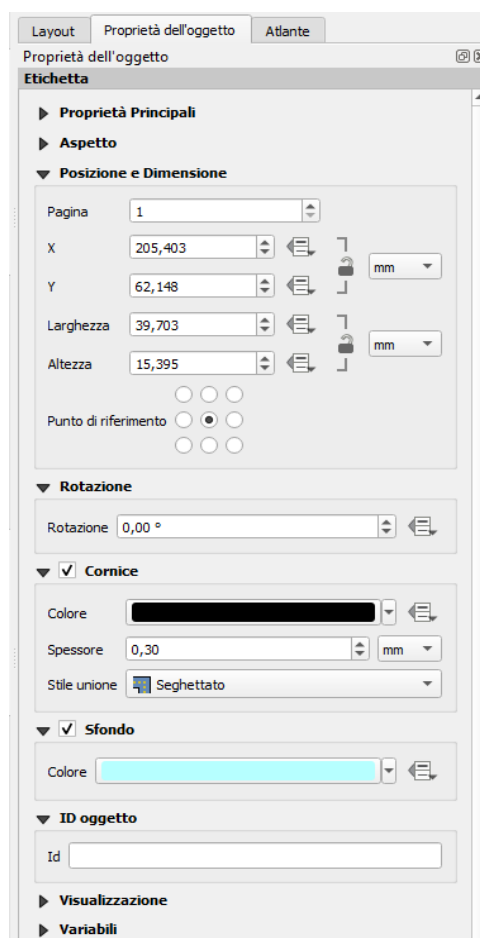 Layout Proprietà dell'oggetto Atlante
Proprietà dell'oggetto
Etichetta
Proprietà Principali
Aspetto
Posizione e Dimensione
Pagina 1
X 205,403
mm
Y 62,148
Larghezza 39,703
mm
Altezza 15,395
Punto di riferimento
Rotazione
Rotazione 0,00 °
Cornice
Colore
Spessore 0,30 mm
Stile unione Seghettato
Sfondo
Colore
ID oggetto
Id
Visualizzazione
Variabili